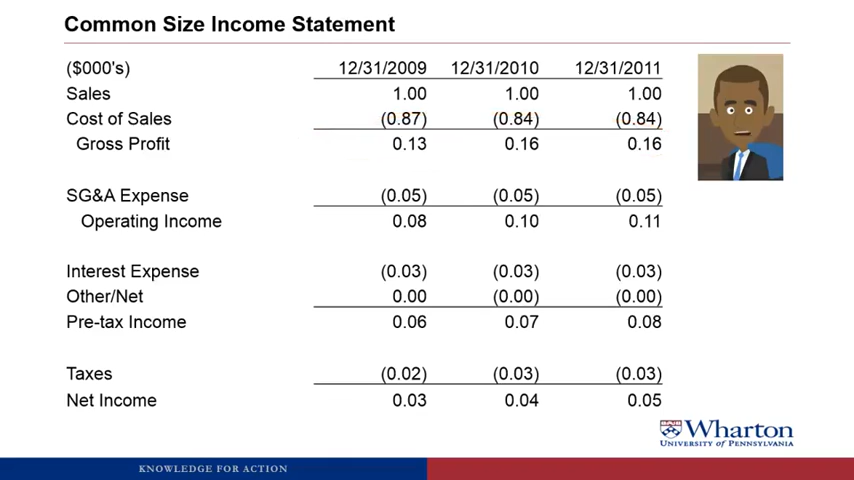 Common Size Income Statement
($000's) 12/31/2009 12/31/2010 12/31/2011
Sales 1.00 1.00 1.00
Cost of Sales (0.87) (0.84) (0.84)
Gross Profit 0.13 0.16 0.16
SG&A Expense (0.05) (0.05) (0.05)
Operating Income 0.08 0.10 0.11
Interest Expense (0.03) (0.03) (0.03)
Other/Net 0.00 (0.00) (0.00)
Pre-tax Income 0.06 0.07 0.08
Taxes (0.02) (0.03) (0.03)
Net Income 0.03 0.04 0.05
Wharton
UNIVERSITY of PENNSYLVANIA
KNOWLEDGE FOR ACTION